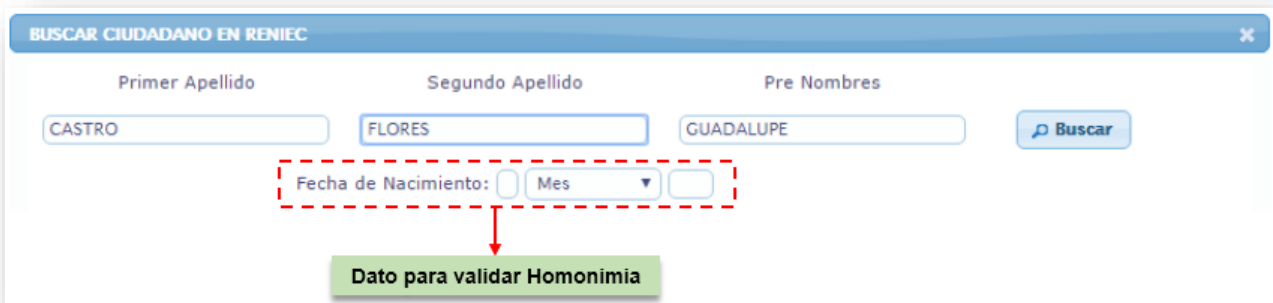 BUSCAR CIUDADANO EN RENIEC
Primer Apellido Segundo Apellido Pre Nombres
CASTRO FLORES GUADALUPE Buscar
Fecha de Nacimiento: Mes
Dato para validar Homonimia